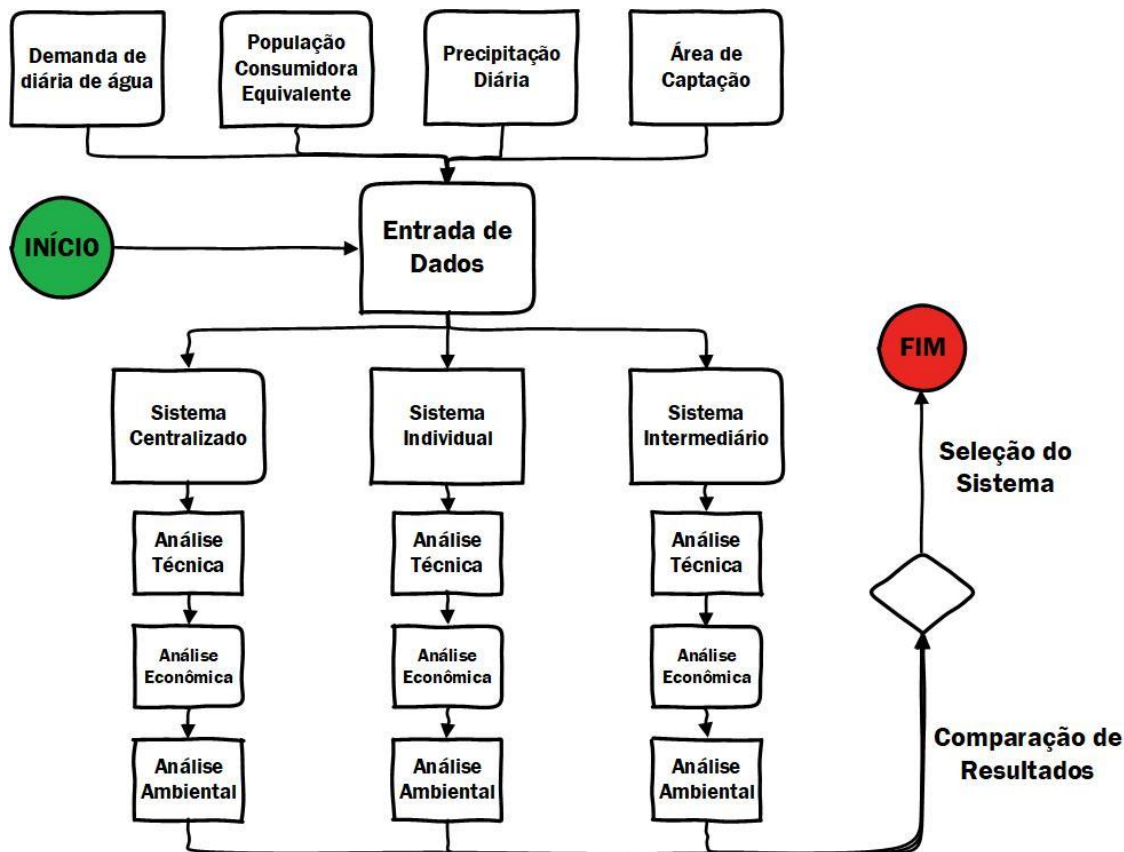 Demanda de
diária de água
População
Consumidora
Equivalente
Precipitação
Diária
Área de
Captação
Entrada de
Dados
INÍCIO
FIM
Sistema
Centralizado
Sistema
Individual
Sistema
Intermediário
Seleção do
Sistema
Análise
Técnica
Análise
Técnica
Análise
Técnica
Análise
Econômica
Análise
Econômica
Análise
Econômica
Comparação de
Resultados
Análise
Ambiental
Análise
Ambiental
Análise
Ambiental